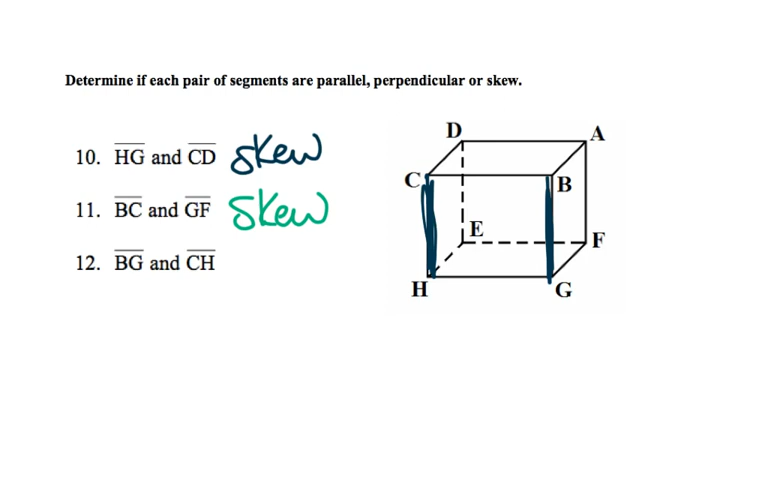 Determine if each pair of segments are parallel, perpendicular or skew.
10. HG and CD skew
11. BC and GF skew
12. BG and CH
D A
C B
E F
H G